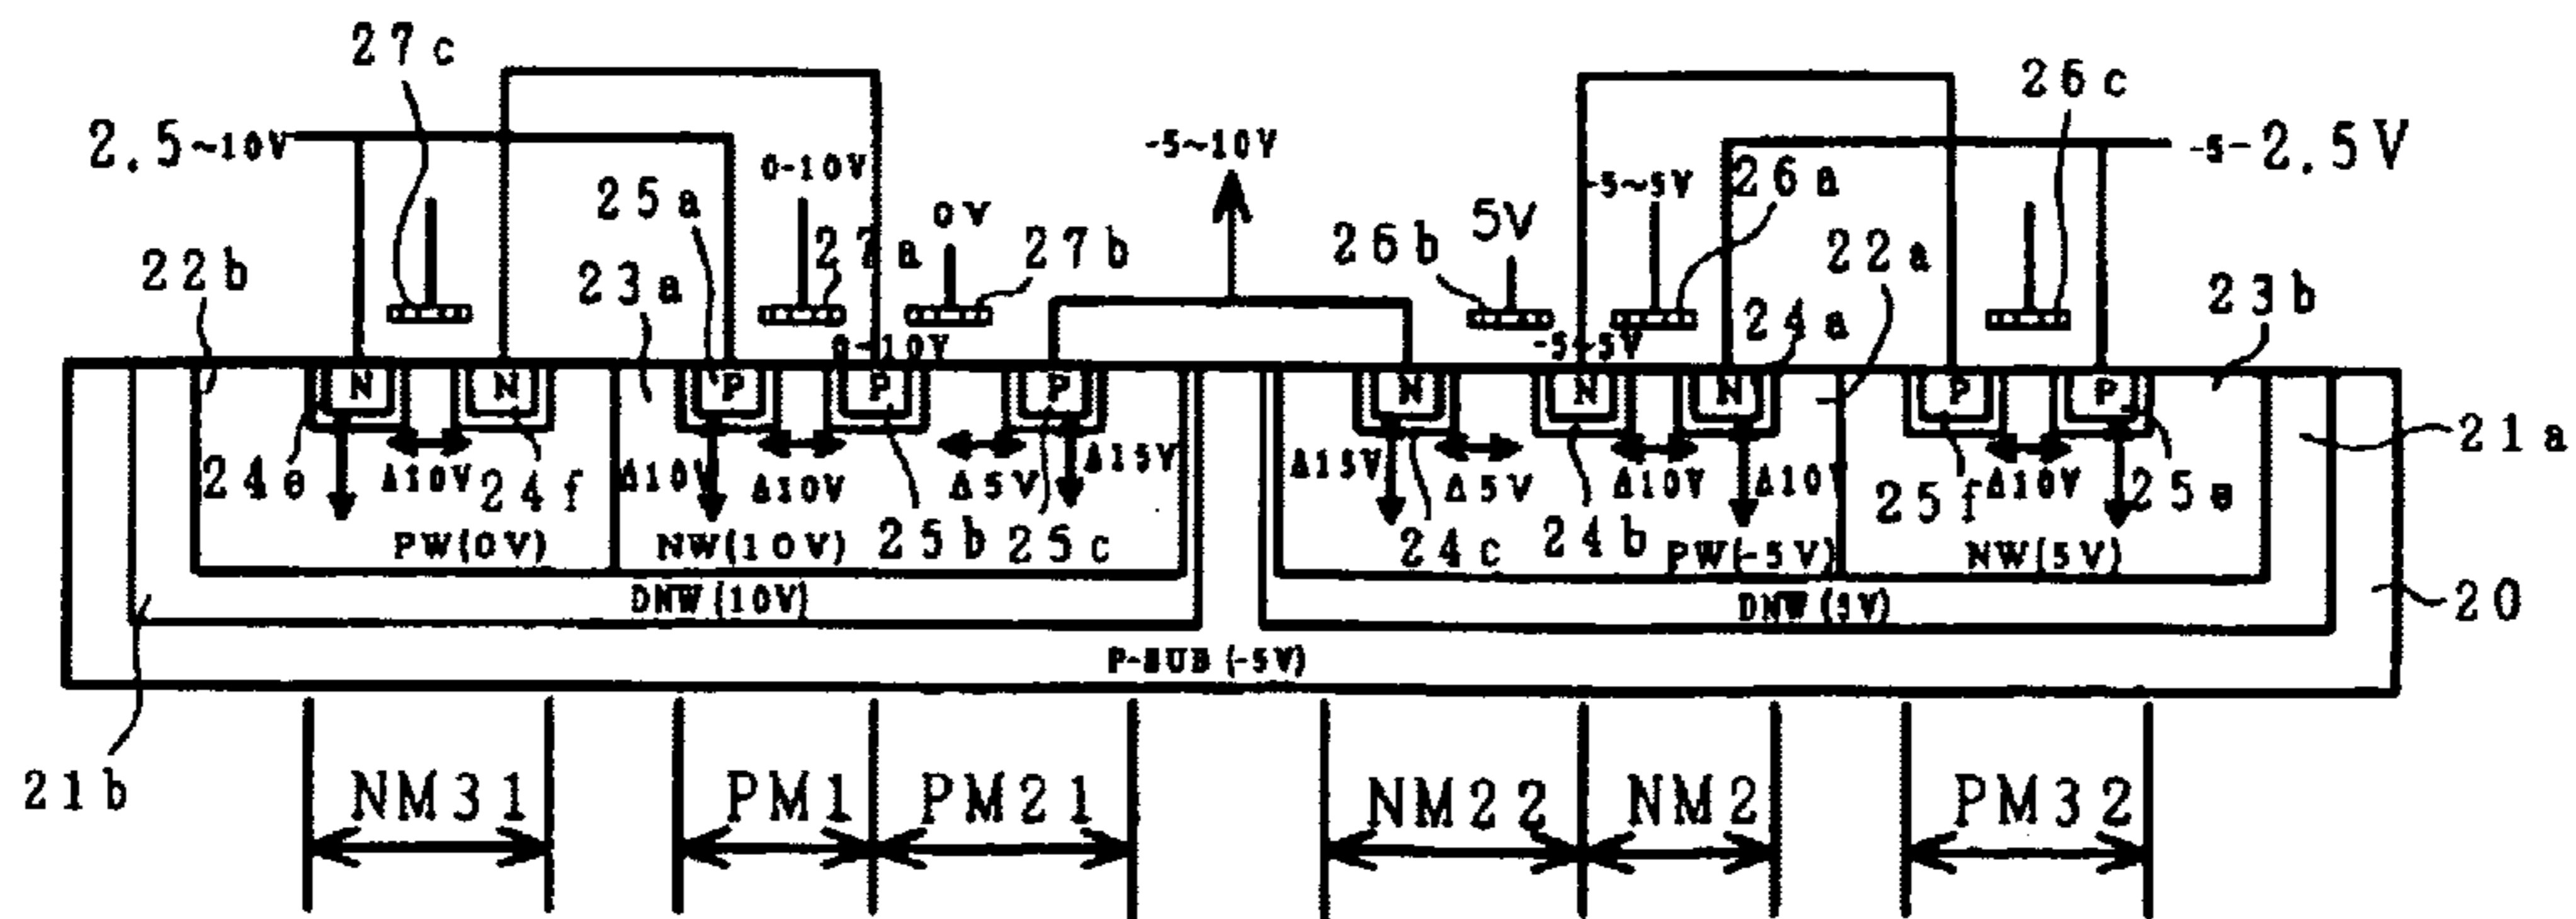 27c
26c
2.5~10V
-5~10V
-5-2.5V
0-10V
25a
-5~5V
26a
0V
5V
22b
23a
27a
27b
26b
22a
23b
24a
0-10V
-5~5V
N N P P P N N N P P
24e
Δ10V
24f
Δ10V
Δ10V
Δ5V
Δ15V
Δ15V
Δ5V
Δ10V
Δ10V
25f
Δ10V
25e
21a
PW(0V)
NW(10V)
25b
25c
24c
24b
PW(-5V)
NW(5V)
DNW(10V)
DNW(5V)
20
P-SUB(-5V)
21b
NM31
PM1
PM21
NM22
NM2
PM32